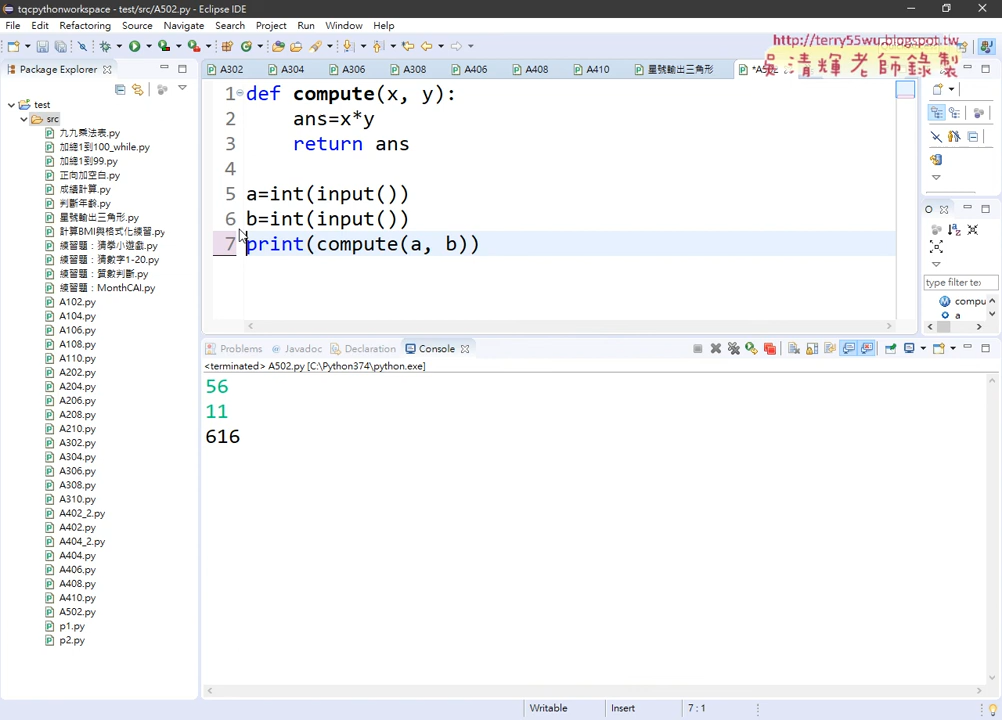 tqcpythonworkspace - test/src/A502.py - Eclipse IDE
File Edit Refactoring Source Navigate Search Project Run Window Help
http://terry55wu.blogspot.tw
吳清輝老師錄製
Package Explorer
A302 A304 A306 A308 A406 A408 A410 星號輸出三角形
test
src
九九乘法表.py
加總1到100_while.py
加總1到99.py
正向加空白.py
成績計算.py
判斷年齡.py
星號輸出三角形.py
計算BMI與格式化練習.py
練習題：猜拳小遊戲.py
練習題：猜數字1-20.py
練習題：質數判斷.py
練習題：MonthCAI.py
A102.py
A104.py
A106.py
A108.py
A110.py
A202.py
A204.py
A206.py
A208.py
A210.py
A302.py
A304.py
A306.py
A308.py
A310.py
A402_2.py
A402.py
A404_2.py
A404.py
A406.py
A408.py
A410.py
A502.py
p1.py
p2.py
1 def compute(x, y):
2 ans=x*y
3 return ans
4
5 a=int(input())
6 b=int(input())
7 print(compute(a, b))
type filter te
compu
a
Problems Javadoc Declaration Console
<terminated> A502.py [C:\Python374\python.exe]
56
11
616
Writable Insert 7 : 1